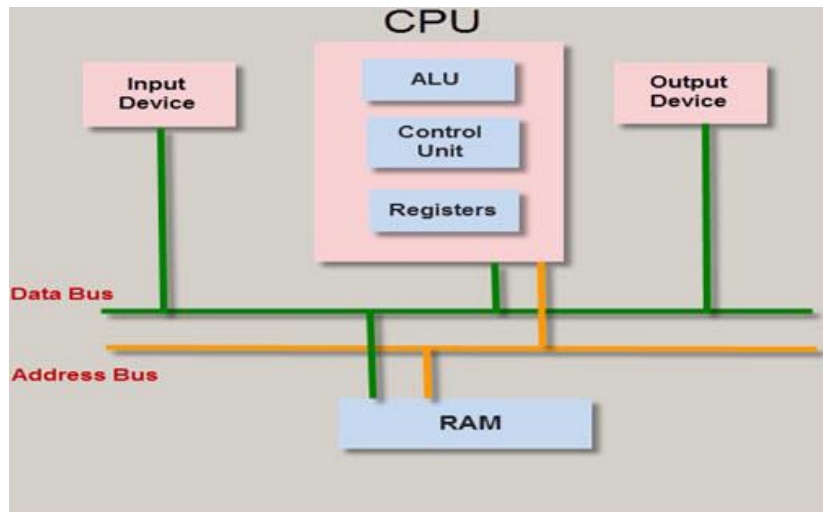 CPU
Input
Device
ALU
Output
Device
Control
Unit
Registers
Data Bus
Address Bus
RAM